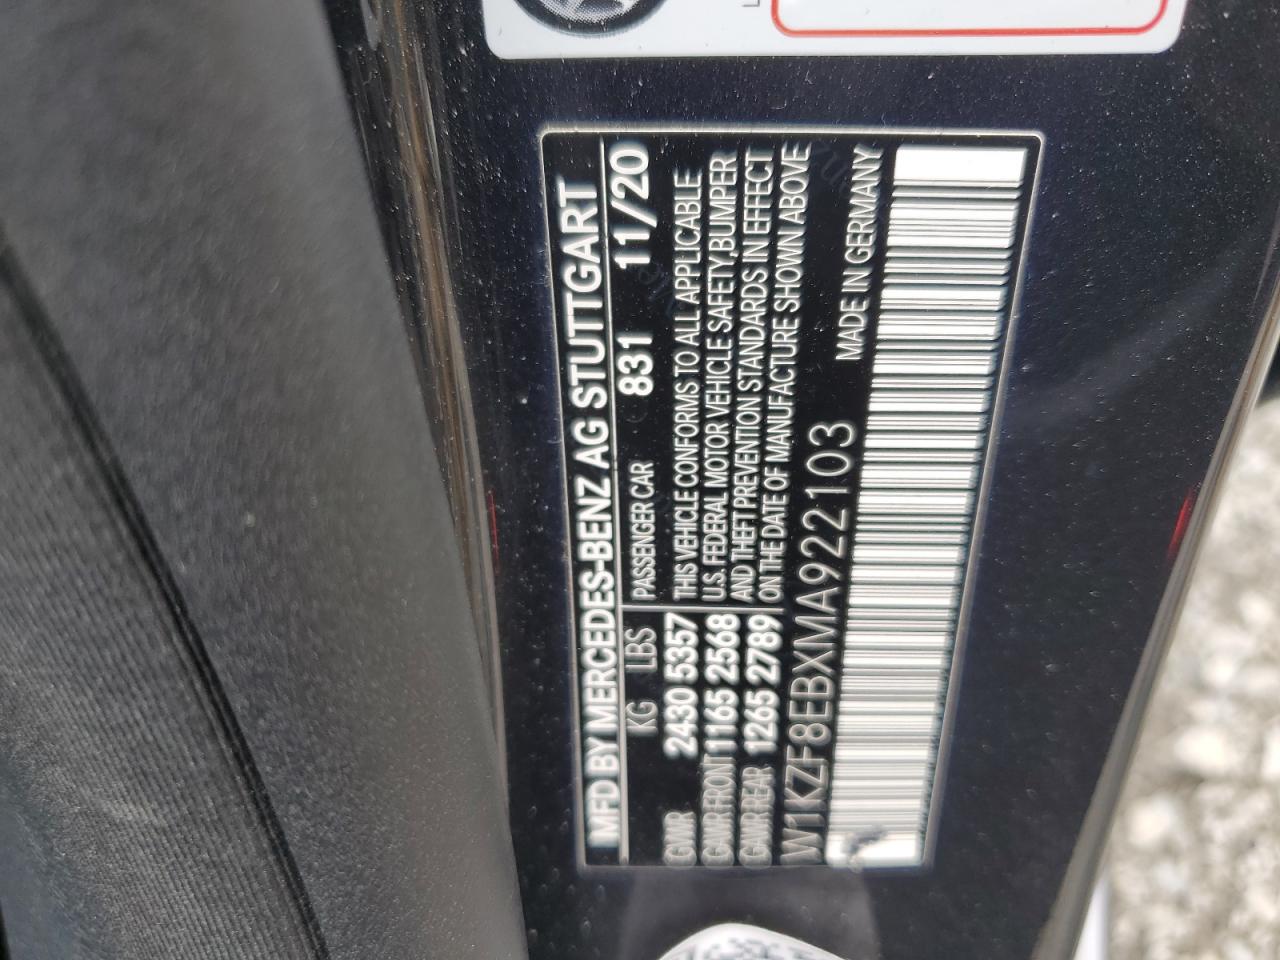 MFD BY MERCEDES-BENZ AG STUTTGART
KG LBS PASSENGER CAR 831 11/20
GVWR 2430 5357
GAWR FRONT 1165 2568
GAWR REAR 1265 2789
THIS VEHICLE CONFORMS TO ALL APPLICABLE
U.S. FEDERAL MOTOR VEHICLE SAFETY,BUMPER
AND THEFT PREVENTION STANDARDS IN EFFECT
ON THE DATE OF MANUFACTURE SHOWN ABOVE
W1KZF8EBXMA922103 MADE IN GERMANY